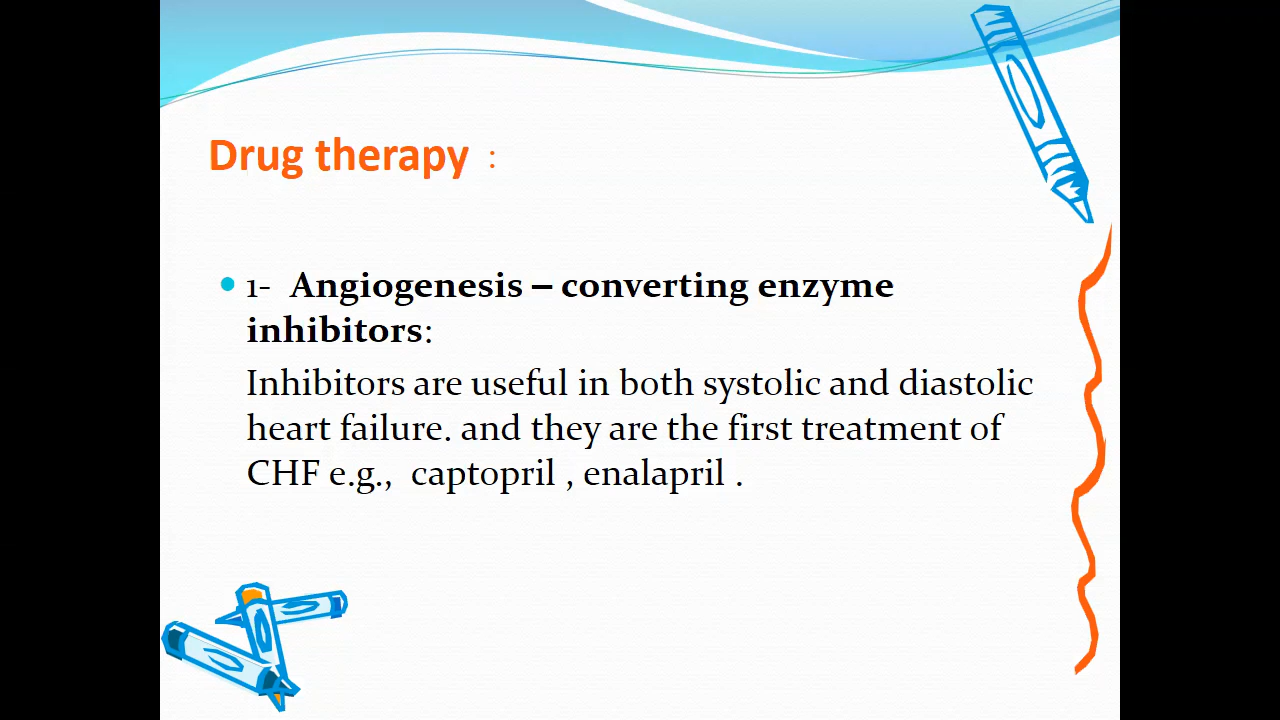 Drug therapy :
1- Angiogenesis – converting enzyme
inhibitors:
Inhibitors are useful in both systolic and diastolic
heart failure. and they are the first treatment of
CHF e.g., captopril , enalapril .